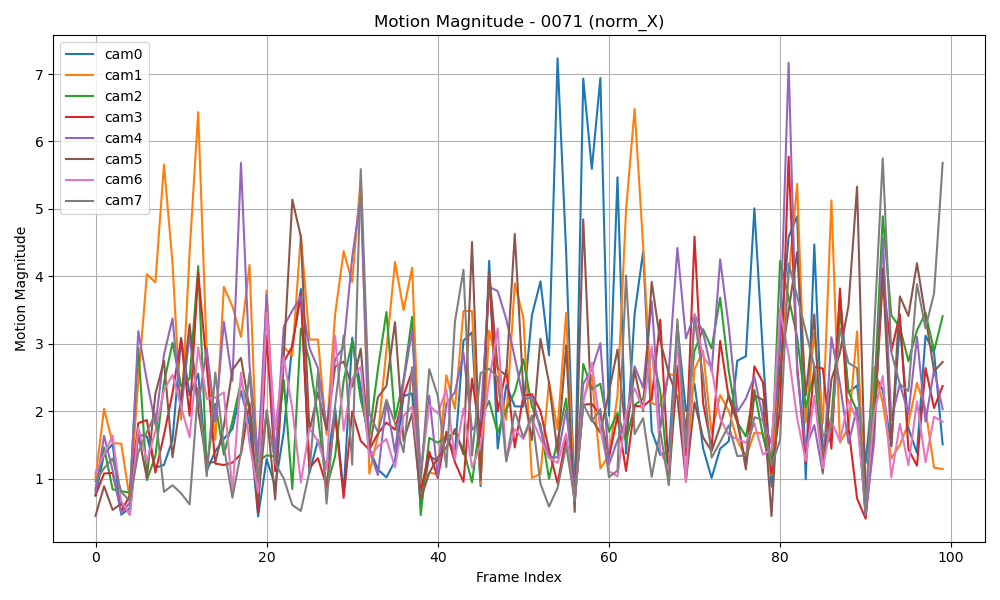 Motion Magnitude - 0071 (norm_X)
cam0
cam1
cam2
cam3
cam4
cam5
cam6
cam7
Motion Magnitude
7
6
5
4
3
2
1
0 20 40 60 80 100
Frame Index